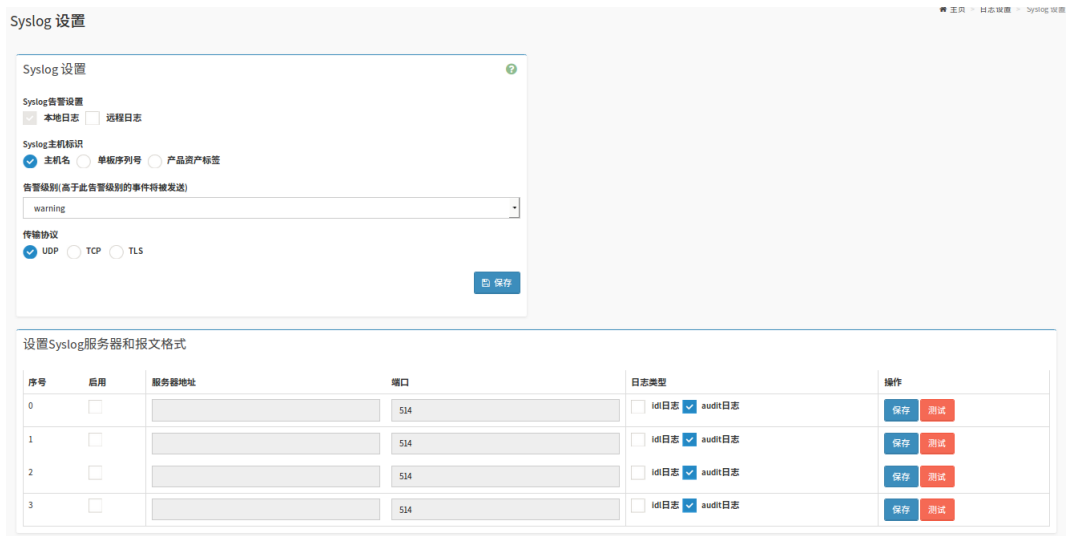 主页 > 日志设置 > Syslog 设置
Syslog 设置
Syslog 设置
Syslog告警设置
本地日志 远程日志
Syslog主机标识
主机名 单板序列号 产品资产标签
告警级别(高于此告警级别的事件将被发送)
warning
传输协议
UDP TCP TLS
保存
设置Syslog服务器和报文格式
序号 启用 服务器地址 端口 日志类型 操作
0 514 idl日志 audit日志 保存 测试
1 514 idl日志 audit日志 保存 测试
2 514 idl日志 audit日志 保存 测试
3 514 idl日志 audit日志 保存 测试